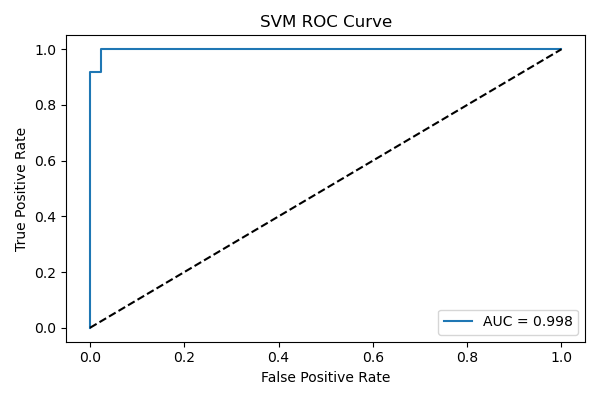 SVM ROC Curve
True Positive Rate
1.0
0.8
0.6
0.4
0.2
0.0
AUC = 0.998
0.0 0.2 0.4 0.6 0.8 1.0
False Positive Rate